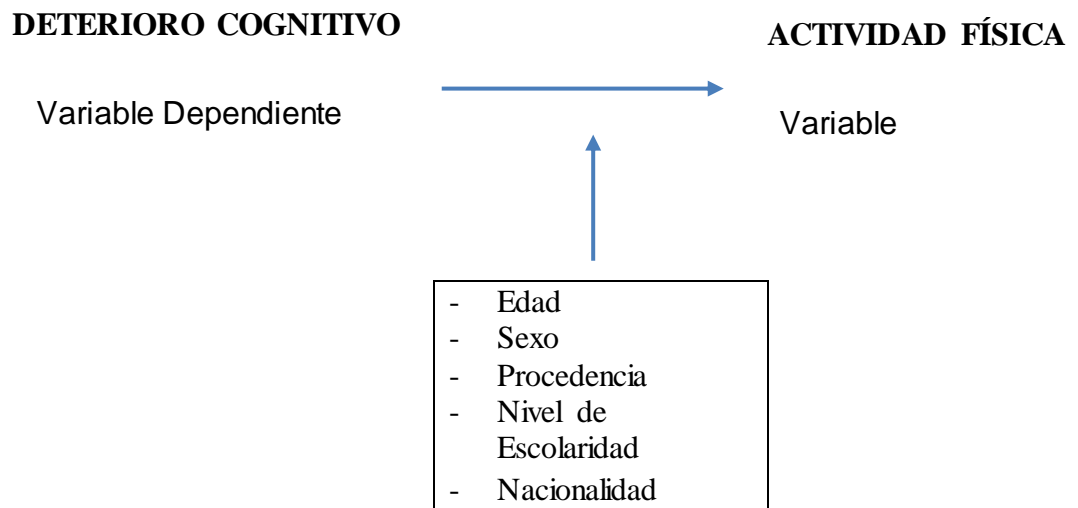 DETERIORO COGNITIVO
ACTIVIDAD FÍSICA
Variable Dependiente
Variable
- Edad
- Sexo
- Procedencia
- Nivel de
Escolaridad
- Nacionalidad